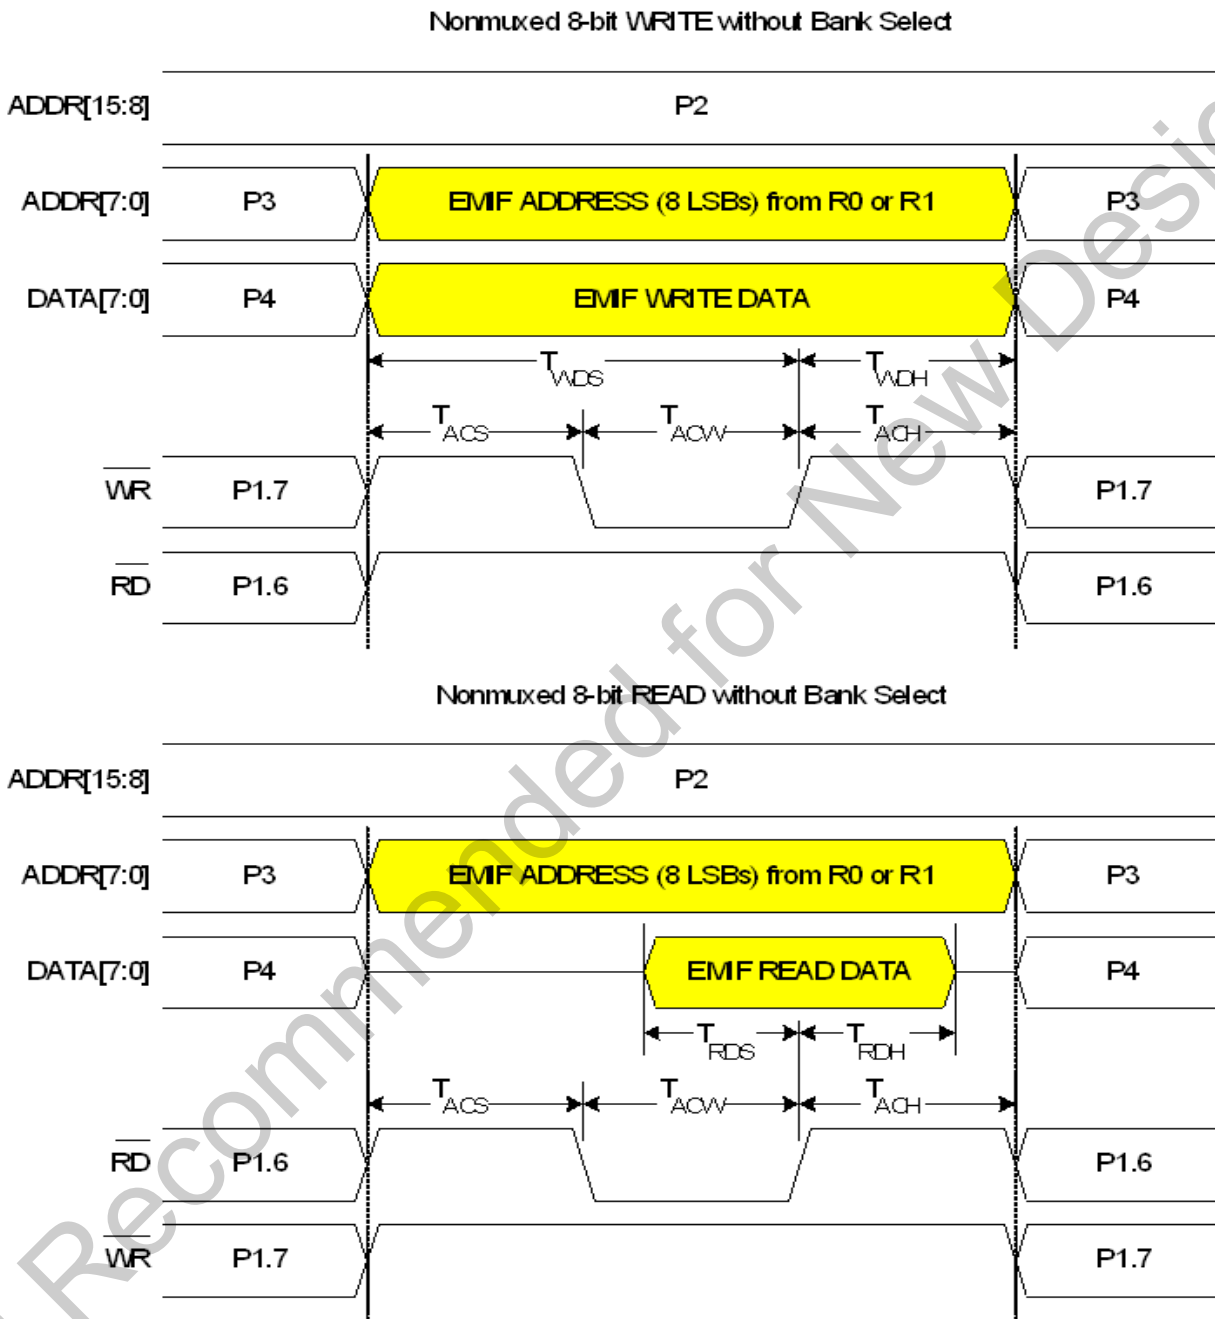 Nonmuxed 8-bit WRITE without Bank Select
ADDR[15:8] P2
ADDR[7:0] P3 EMIF ADDRESS (8 LSBs) from R0 or R1 P3
DATA[7:0] P4 EMIF WRITE DATA P4
TWDS TWDH
TACS TACW TACH
WR P1.7 P1.7
RD P1.6 P1.6
Nonmuxed 8-bit READ without Bank Select
ADDR[15:8] P2
ADDR[7:0] P3 EMIF ADDRESS (8 LSBs) from R0 or R1 P3
DATA[7:0] P4 EMIF READ DATA P4
TRDS TRDH
TACS TACW TACH
RD P1.6 P1.6
WR P1.7 P1.7
Recommended for New